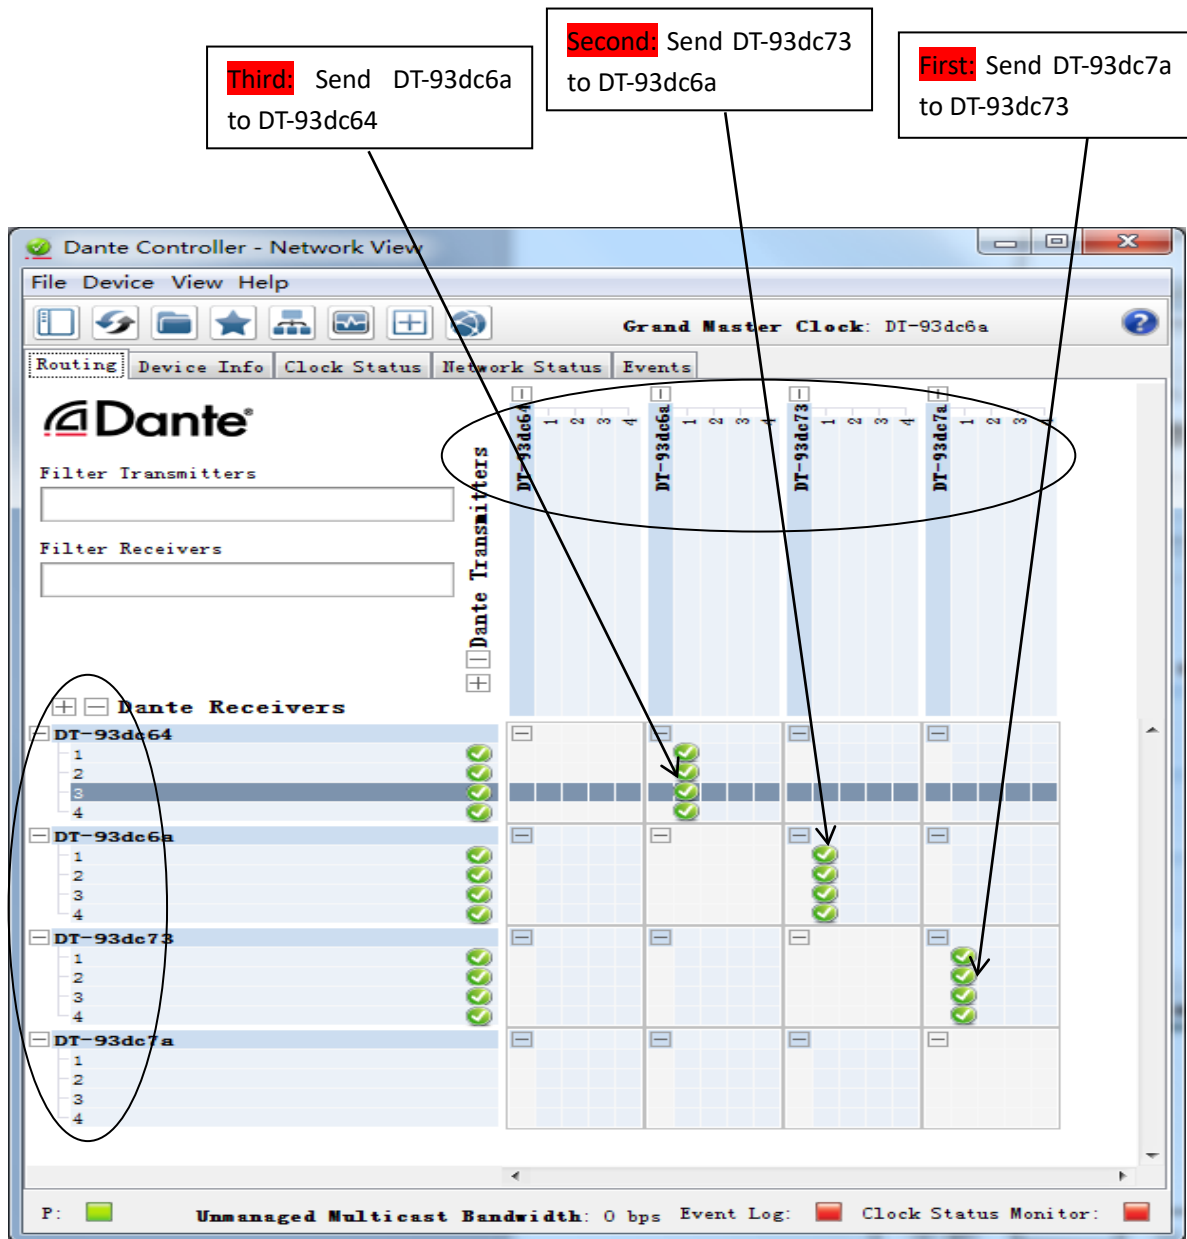 Third: Send DT-93dc6a
to DT-93dc64
Second: Send DT-93dc73
to DT-93dc6a
First: Send DT-93dc7a
to DT-93dc73
Dante Controller - Network View
File Device View Help
Grand Master Clock: DT-93dc6a
Routing Device Info Clock Status Network Status Events
Dante
Filter Transmitters
Filter Receivers
Dante Transmitters
DT-93dc64 1 2 3 4
DT-93dc6a 1 2 3 4
DT-93dc73 1 2 3 4
DT-93dc7a 1 2 3 4
Dante Receivers
DT-93dc64
1
2
3
4
DT-93dc6a
1
2
3
4
DT-93dc73
1
2
3
4
DT-93dc7a
1
2
3
4
P: Unmanaged Multicast Bandwidth: 0 bps Event Log: Clock Status Monitor: